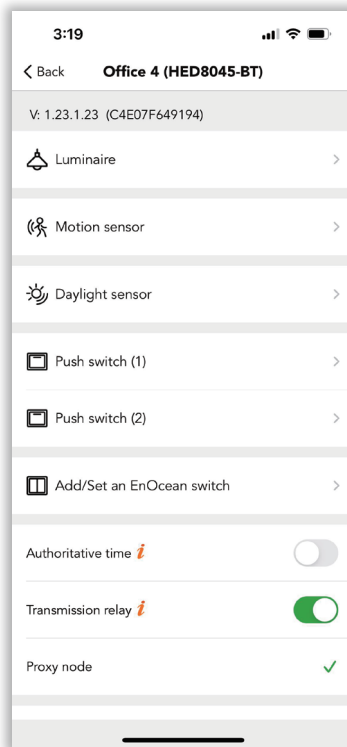 3:19
Back Office 4 (HED8045-BT)
V: 1.23.1.23 (C4E07F649194)
Luminaire
Motion sensor
Daylight sensor
Push switch (1)
Push switch (2)
Add/Set an EnOcean switch
Authoritative time i
Transmission relay i
Proxy node